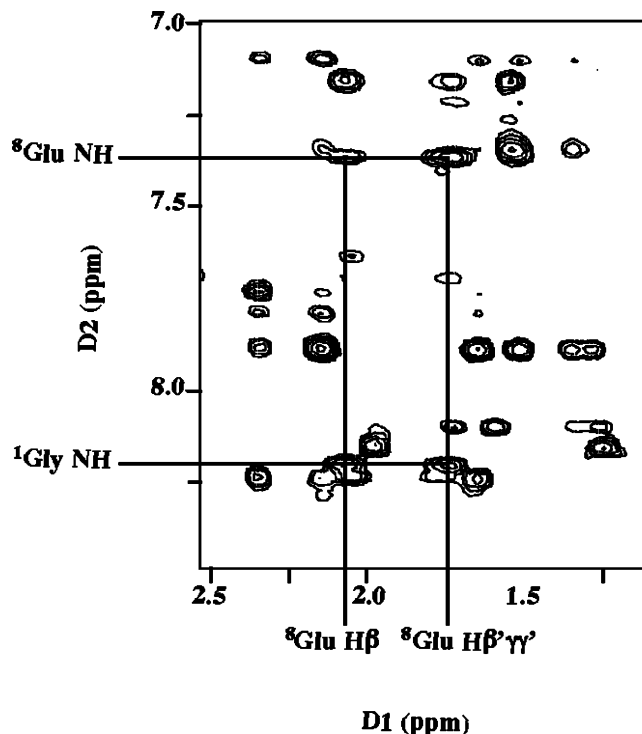 7.0
⁸Glu NH
7.5
D2 (ppm)
8.0
¹Gly NH
2.5 2.0 1.5
⁸Glu Hβ ⁸Glu Hβ’γγ’
D1 (ppm)